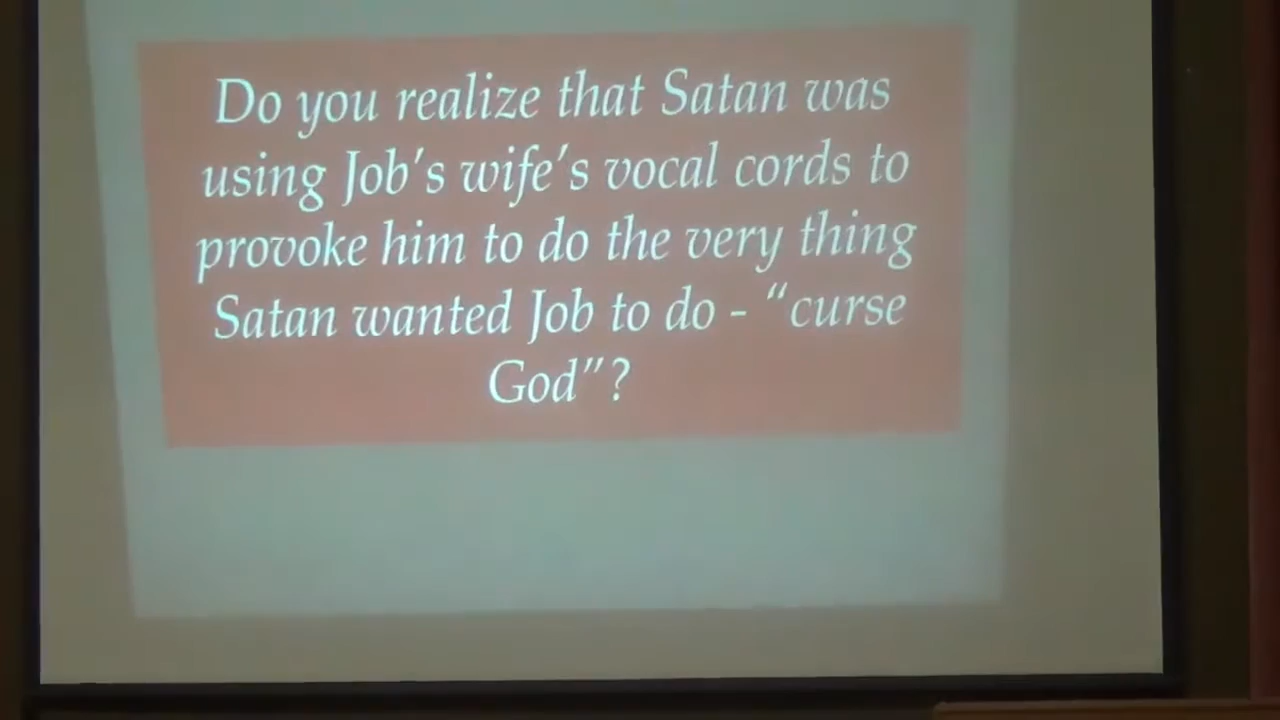 Do you realize that Satan was
using Job's wife's vocal cords to
provoke him to do the very thing
Satan wanted Job to do - "curse
God"?